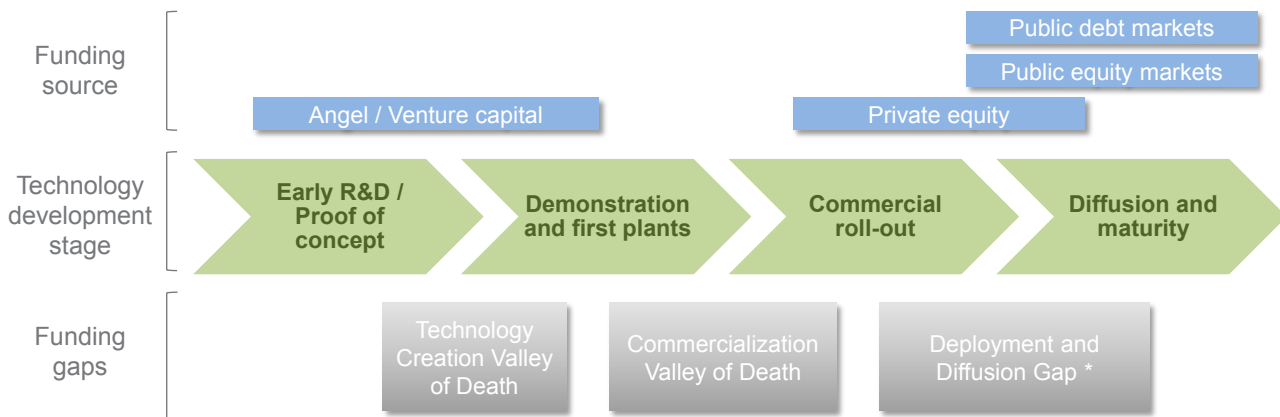 Funding
source
Public debt markets
Public equity markets
Angel / Venture capital
Private equity
Technology
development
stage
Early R&D /
Proof of
concept
Demonstration
and first plants
Commercial
roll-out
Diffusion and
maturity
Funding
gaps
Technology
Creation Valley
of Death
Commercialization
Valley of Death
Deployment and
Diffusion Gap *